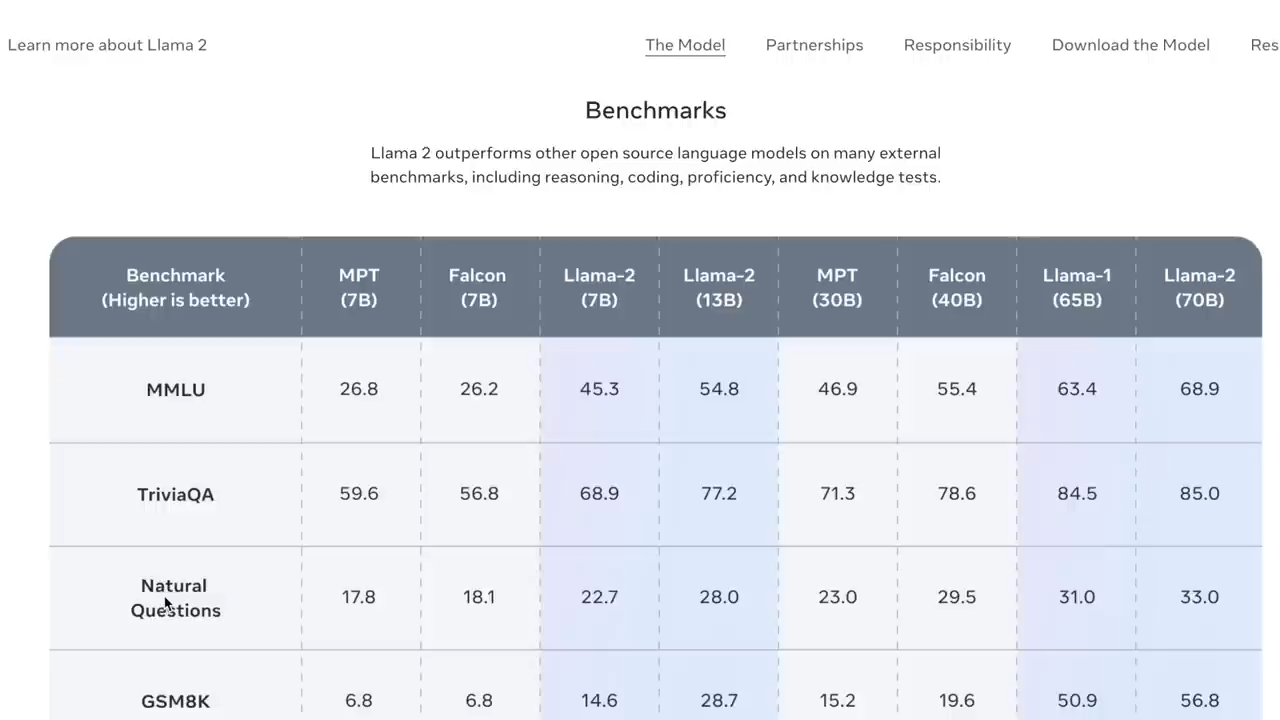 Learn more about Llama 2 The Model Partnerships Responsibility Download the Model Res
Benchmarks
Llama 2 outperforms other open source language models on many external
benchmarks, including reasoning, coding, proficiency, and knowledge tests.
Benchmark (Higher is better) MPT (7B) Falcon (7B) Llama-2 (7B) Llama-2 (13B) MPT (30B) Falcon (40B) Llama-1 (65B) Llama-2 (70B)
MMLU 26.8 26.2 45.3 54.8 46.9 55.4 63.4 68.9
TriviaQA 59.6 56.8 68.9 77.2 71.3 78.6 84.5 85.0
Natural Questions 17.8 18.1 22.7 28.0 23.0 29.5 31.0 33.0
GSM8K 6.8 6.8 14.6 28.7 15.2 19.6 50.9 56.8